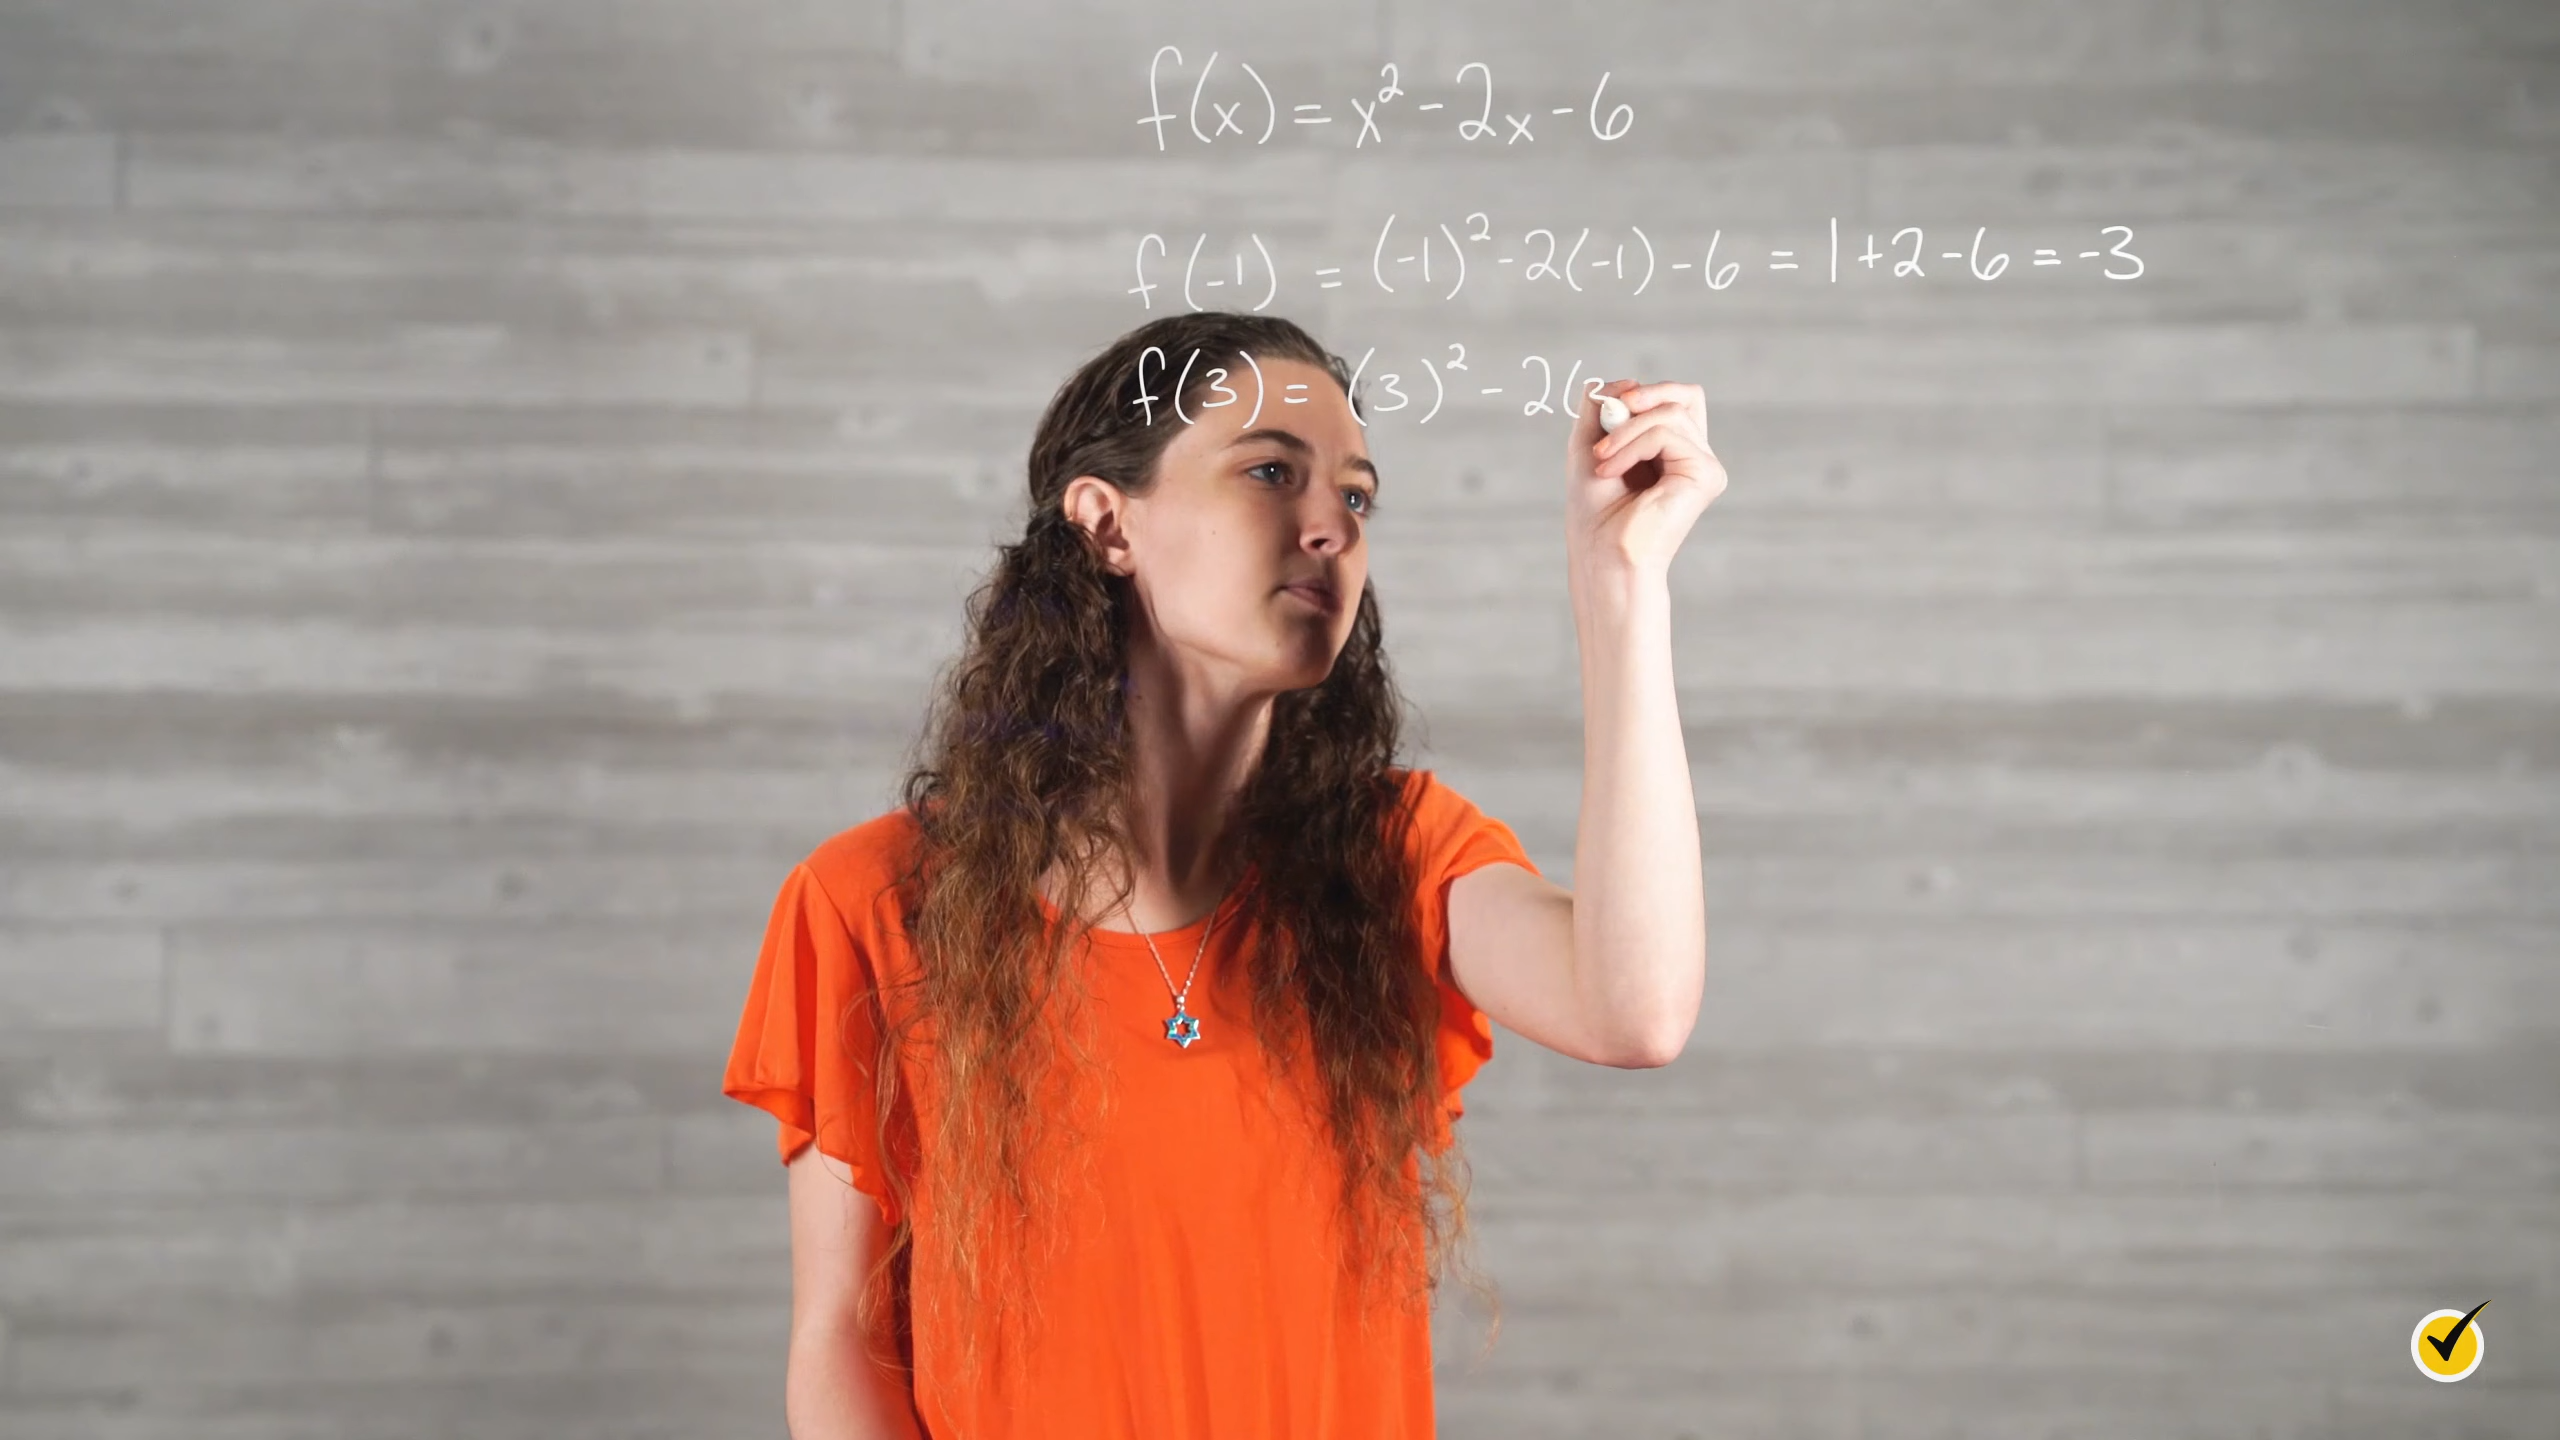 f(x) = x² - 2x - 6
f(-1) = (-1)² - 2(-1) - 6 = 1 + 2 - 6 = -3
f(3) = (3)² - 2(3